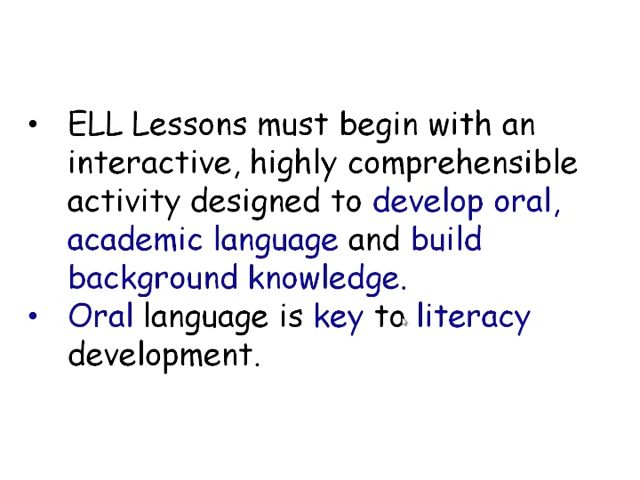 • ELL Lessons must begin with an
interactive, highly comprehensible
activity designed to develop oral,
academic language and build
background knowledge.
• Oral language is key to literacy
development.